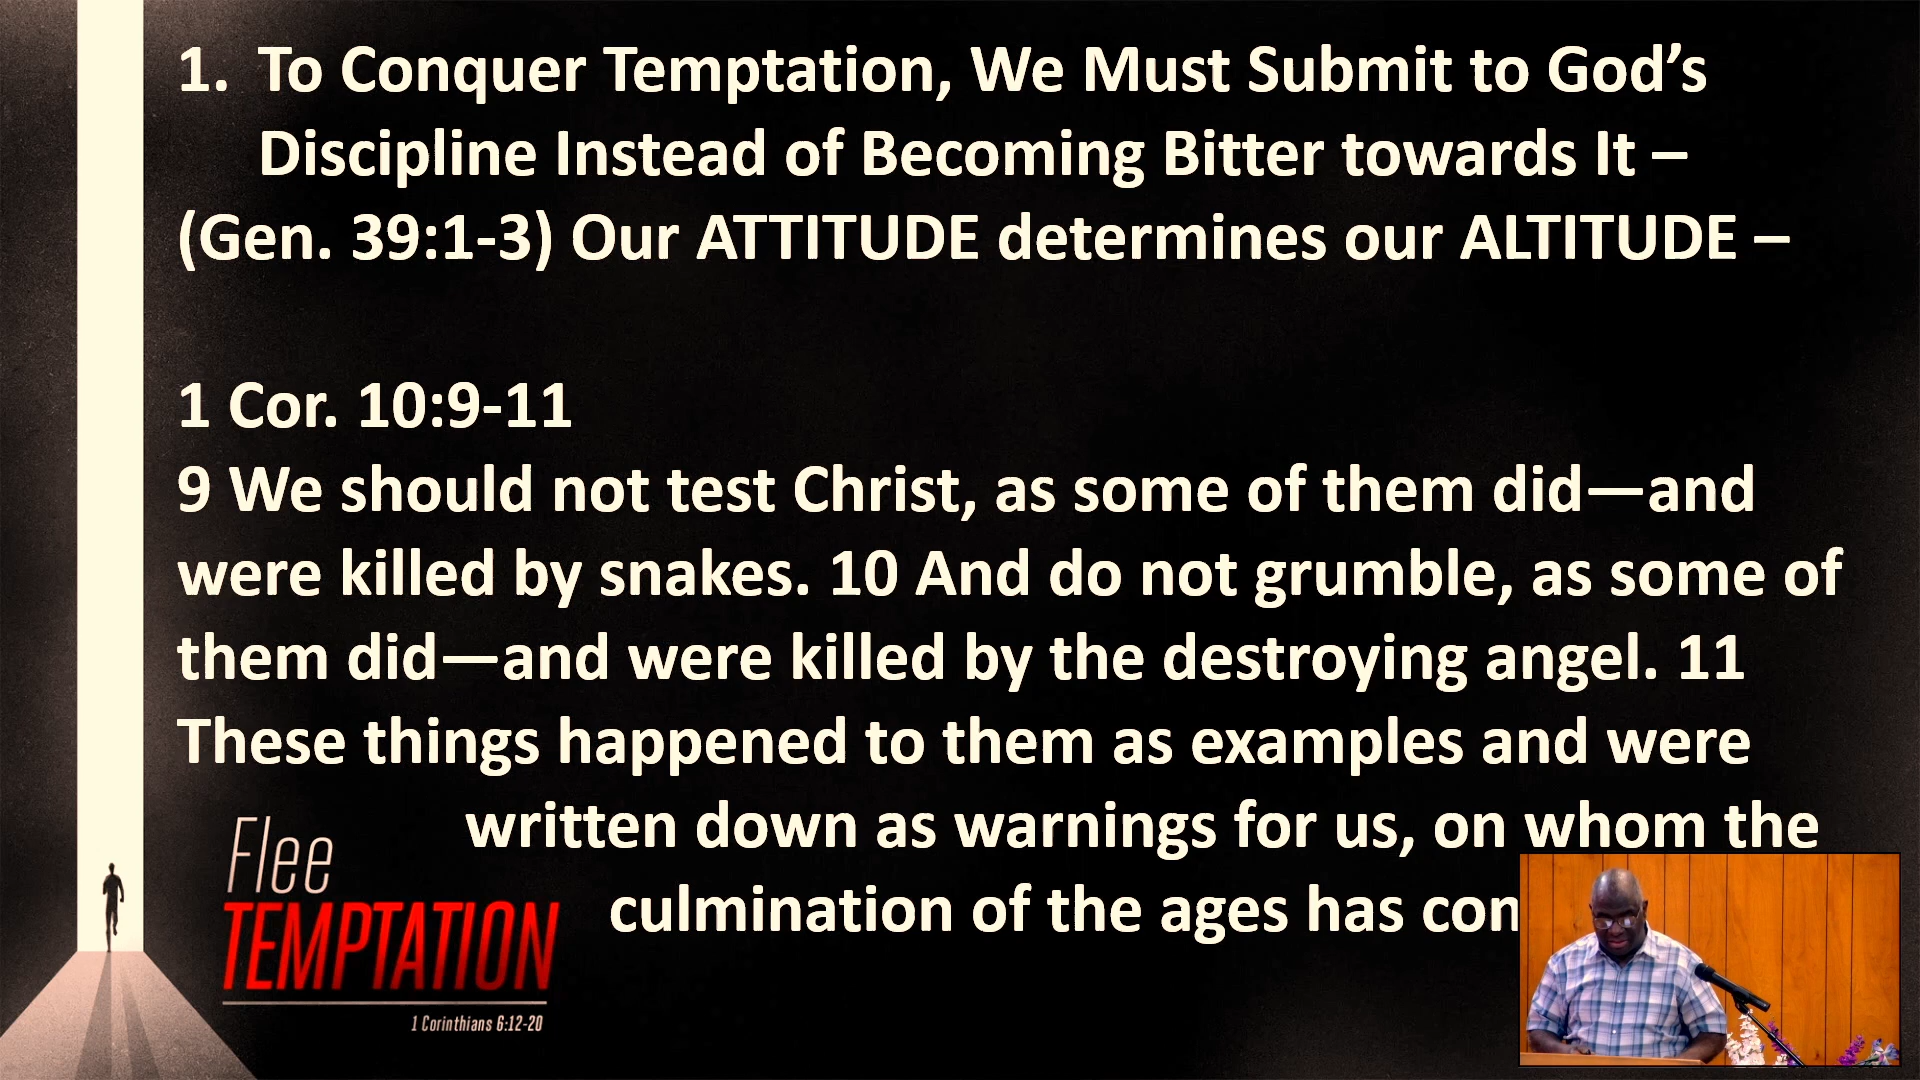 1. To Conquer Temptation, We Must Submit to God’s
Discipline Instead of Becoming Bitter towards It –
(Gen. 39:1-3) Our ATTITUDE determines our ALTITUDE –
1 Cor. 10:9-11
9 We should not test Christ, as some of them did—and
were killed by snakes. 10 And do not grumble, as some of
them did—and were killed by the destroying angel. 11
These things happened to them as examples and were
written down as warnings for us, on whom the
culmination of the ages has
Flee
TEMPTATION
1 Corinthians 6:12-20